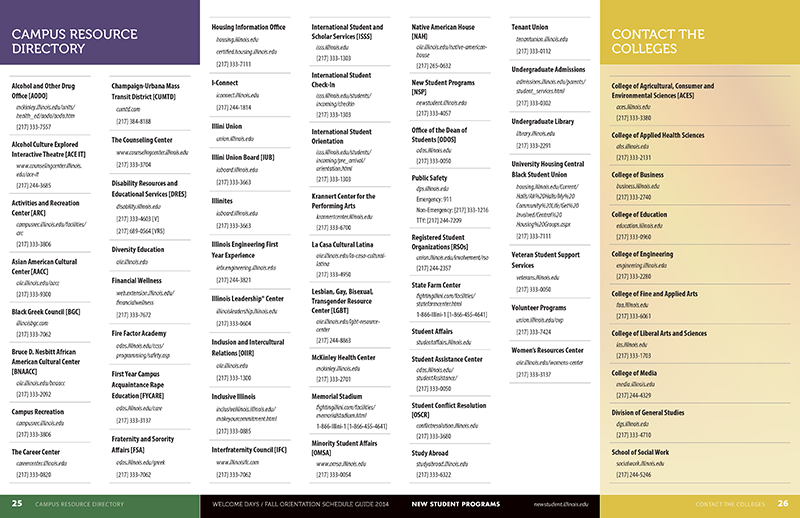 CAMPUS RESOURCE
DIRECTORY
Alcohol and Other Drug
Office [AODO]
mckinley.illinois.edu/units/
health_ed/aodo/aodo.htm
(217) 333-7557
Alcohol Culture Explored
Interactive Theatre [ACE IT]
www.counselingcenter.illinois.
edu/ace-it
(217) 244-3685
Activities and Recreation
Center [ARC]
campusrec.illinois.edu/facilities/
arc
(217) 333-3806
Asian American Cultural
Center [AACC]
oiir.illinois.edu/aacc
(217) 333-9300
Black Greek Council [BGC]
illinoisbgc.com
(217) 333-7062
Bruce D. Nesbitt African
American Cultural Center
[BNAACC]
oiir.illinois.edu/bnaacc
(217) 333-2092
Campus Recreation
campusrec.illinois.edu
(217) 333-3806
The Career Center
careercenter.illinois.edu
(217) 333-0820
Champaign-Urbana Mass
Transit District [CUMTD]
cumtd.com
(217) 384-8188
The Counseling Center
www.counselingcenter.illinois.edu
(217) 333-3704
Disability Resources and
Educational Services [DRES]
disability.illinois.edu
(217) 333-4603 [V]
(217) 689-0564 [VRS]
Diversity Education
oiir.illinois.edu
Financial Wellness
web.extension.illinois.edu/
financialwellness
(217) 333-7672
Fire Factor Academy
odos.illinois.edu/ccss/
programming/safety.asp
First Year Campus
Acquaintance Rape
Education [FYCARE]
odos.illinois.edu/care
(217) 333-3137
Fraternity and Sorority
Affairs [FSA]
odos.illinois.edu/greek
(217) 333-7062
Housing Information Office
housing.illinois.edu
certified.housing.illinois.edu
(217) 333-7111
I-Connect
iconnect.illinois.edu
(217) 244-1814
Illini Union
union.illinois.edu
Illini Union Board [IUB]
iuboard.illinois.edu
(217) 333-3663
Illinites
iuboard.illinois.edu
(217) 333-3663
Illinois Engineering First
Year Experience
iefx.engineering.illinois.edu
(217) 244-3821
Illinois Leadership® Center
illinoisleadership.illinois.edu
(217) 333-0604
Inclusion and Intercultural
Relations [OIIR]
oiir.illinois.edu
(217) 333-1300
Inclusive Illinois
inclusiveillinois.illinois.edu/
makeyourcommitment.html
(217) 333-0885
Interfraternity Council [IFC]
www.illinoisifc.com
(217) 333-7062
International Student and
Scholar Services [ISSS]
isss.illinois.edu
(217) 333-1303
International Student
Check-In
isss.illinois.edu/students/
incoming/checkin
(217) 333-1303
International Student
Orientation
isss.illinois.edu/students/
incoming/pre_arrival/
orientation.html
(217) 333-1303
Krannert Center for the
Performing Arts
krannertcenter.illinois.edu
(217) 333-6700
La Casa Cultural Latina
oiir.illinois.edu/la-casa-cultural-
latina
(217) 333-4950
Lesbian, Gay, Bisexual,
Transgender Resource
Center [LGBT]
oiir.illinois.edu/lgbt-resource-
center
(217) 244-8863
McKinley Health Center
mckinley.illinois.edu
(217) 333-2701
Memorial Stadium
fightingillini.com/facilities/
memorialstadium.html
1-866-Illini-1 [1-866-455-4641]
Minority Student Affairs
[OMSA]
www.omsa.illinois.edu
(217) 333-0054
Native American House
[NAH]
oiir.illinois.edu/native-american-
house
(217) 265-0632
New Student Programs
[NSP]
newstudent.illinois.edu
(217) 333-4057
Office of the Dean of
Students [ODOS]
odos.illinois.edu
(217) 333-0050
Public Safety
dps.illinois.edu
Emergency: 911
Non-Emergency: (217) 333-1216
TTY: (217) 244-7299
Registered Student
Organizations [RSOs]
union.illinois.edu/involvement/rso
(217) 244-2357
State Farm Center
fightingillini.com/facilities/
statefarmcenter.html
1-866-Illini-1 [1-866-455-4641]
Student Affairs
studentaffairs.illinois.edu
Student Assistance Center
odos.illinois.edu/
studentAssistance/
(217) 333-0050
Student Conflict Resolution
[OSCR]
conflictresolution.illinois.edu
(217) 333-3680
Study Abroad
studyabroad.illinois.edu
(217) 333-6322
Tenant Union
tenantunion.illinois.edu
(217) 333-0112
Undergraduate Admissions
admissions.illinois.edu/parents/
student_services.html
(217) 333-0302
Undergraduate Library
library.illinois.edu
(217) 333-2291
University Housing Central
Black Student Union
housing.illinois.edu/Current/
Halls/All%20Halls/My%20
Community%20Life/Get%20
Involved/Central%20
Housing%20Groups.aspx
(217) 333-7111
Veteran Student Support
Services
veterans.illinois.edu
(217) 333-0050
Volunteer Programs
union.illinois.edu/ovp
(217) 333-7424
Women's Resources Center
oiir.illinois.edu/womens-center
(217) 333-3137
CONTACT THE
COLLEGES
College of Agricultural, Consumer and
Environmental Sciences [ACES]
aces.illinois.edu
(217) 333-3380
College of Applied Health Sciences
ahs.illinois.edu
(217) 333-2131
College of Business
business.illinois.edu
(217) 333-2740
College of Education
education.illinois.edu
(217) 333-0960
College of Engineering
engineering.illinois.edu
(217) 333-2280
College of Fine and Applied Arts
faa.illinois.edu
(217) 333-6061
College of Liberal Arts and Sciences
las.illinois.edu
(217) 333-1703
College of Media
media.illinois.edu
(217) 244-4329
Division of General Studies
dgs.illinois.edu
(217) 333-4710
School of Social Work
socialwork.illinois.edu
(217) 244-5246
25 CAMPUS RESOURCE DIRECTORY
WELCOME DAYS / FALL ORIENTATION SCHEDULE GUIDE 2014 NEW STUDENT PROGRAMS newstudent.illinois.edu
CONTACT THE COLLEGES 26